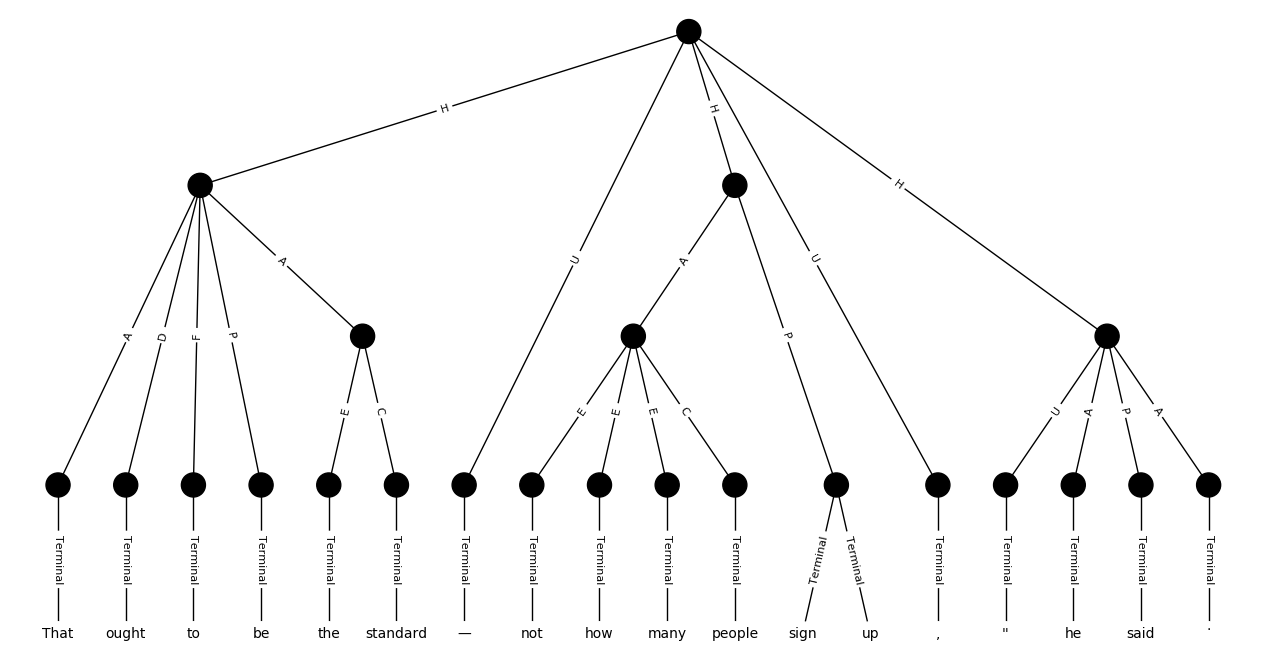 H
H
U
H
U
H
A
D
F
P
A
A
P
E
C
E
E
E
C
U
A
P
A
Terminal Terminal Terminal Terminal Terminal Terminal Terminal Terminal Terminal Terminal Terminal Terminal Terminal Terminal Terminal Terminal Terminal Terminal
That ought to be the standard — not how many people sign up , " he said .